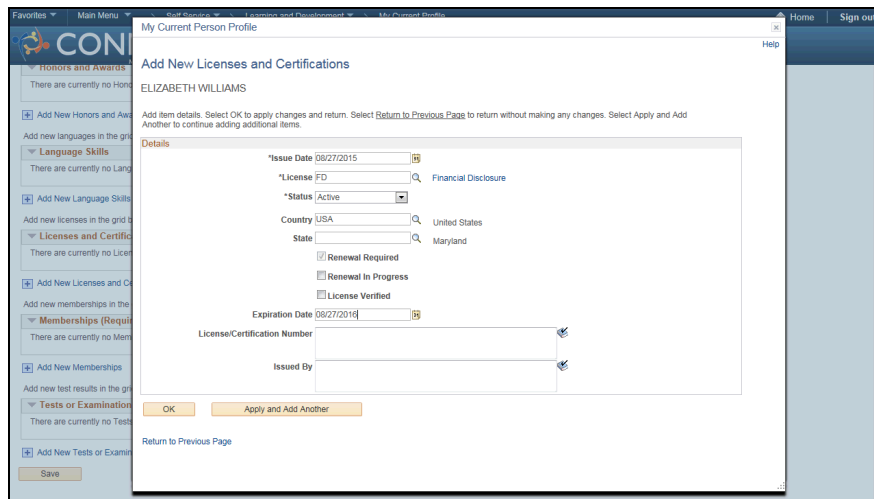 Favorites Main Menu > Self Service > Learning and Development > My Current Profile Home Sign out
CON
My Current Person Profile
Help
Add New Licenses and Certifications
ELIZABETH WILLIAMS
Add item details. Select OK to apply changes and return. Select Return to Previous Page to return without making any changes. Select Apply and Add
Another to continue adding additional items.
Details
*Issue Date 08/27/2015
*License FD Financial Disclosure
*Status Active
Country USA United States
State Maryland
Renewal Required
Renewal In Progress
License Verified
Expiration Date 08/27/2016
License/Certification Number
Issued By
OK Apply and Add Another
Return to Previous Page
Honors and Awards
There are currently no Hono
Add New Honors and Awa
Add new languages in the grid
Language Skills
There are currently no Lang
Add New Language Skills
Add new licenses in the grid b
Licenses and Certific
There are currently no Licen
Add New Licenses and Ce
Add new memberships in the
Memberships (Requir
There are currently no Mem
Add New Memberships
Add new test results in the gri
Tests or Examination
There are currently no Tests
Add New Tests or Examin
Save